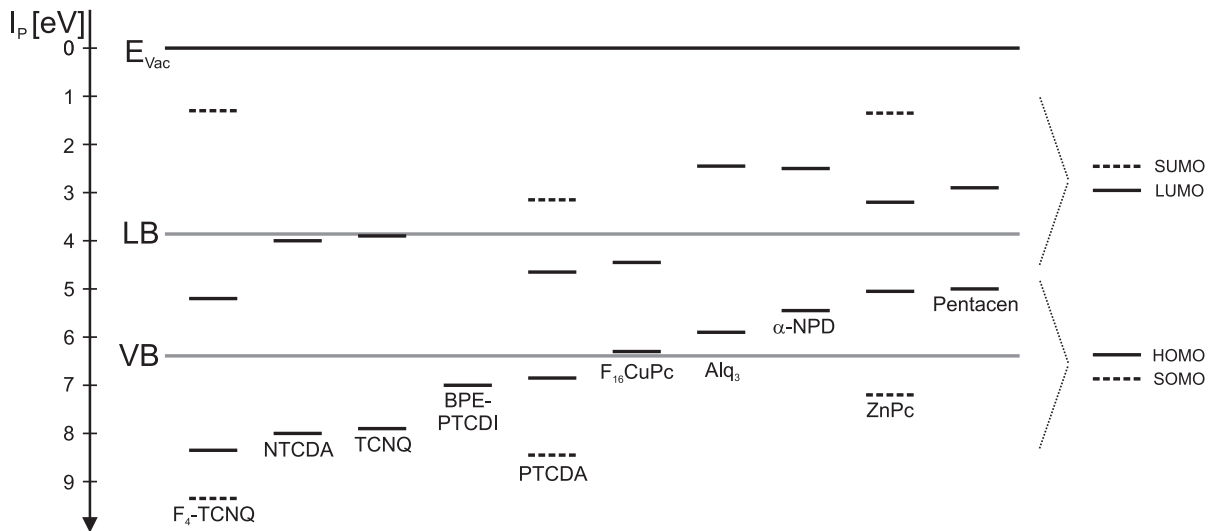 I_P [eV]
0
1
2
3
4
5
6
7
8
9
E_Vac
LB
VB
F₄-TCNQ
NTCDA
TCNQ
BPE-
PTCDI
PTCDA
F₁₆CuPc
Alq₃
α-NPD
ZnPc
Pentacen
SUMO
LUMO
HOMO
SOMO